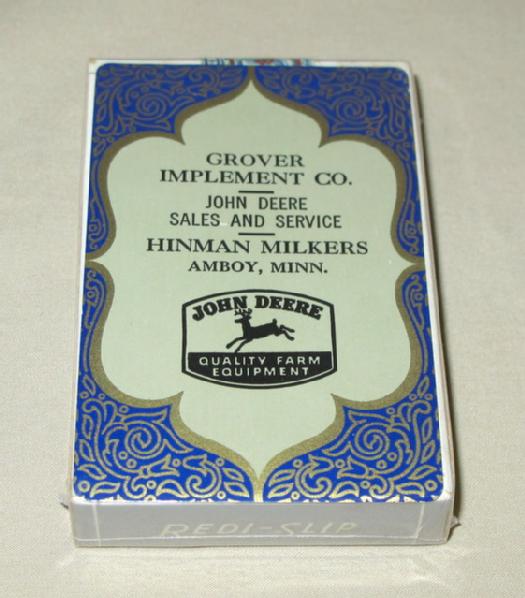 GROVER
IMPLEMENT CO.
JOHN DEERE
SALES AND SERVICE
HINMAN MILKERS
AMBOY, MINN.
JOHN DEERE
QUALITY FARM
EQUIPMENT
REDI-SLIP